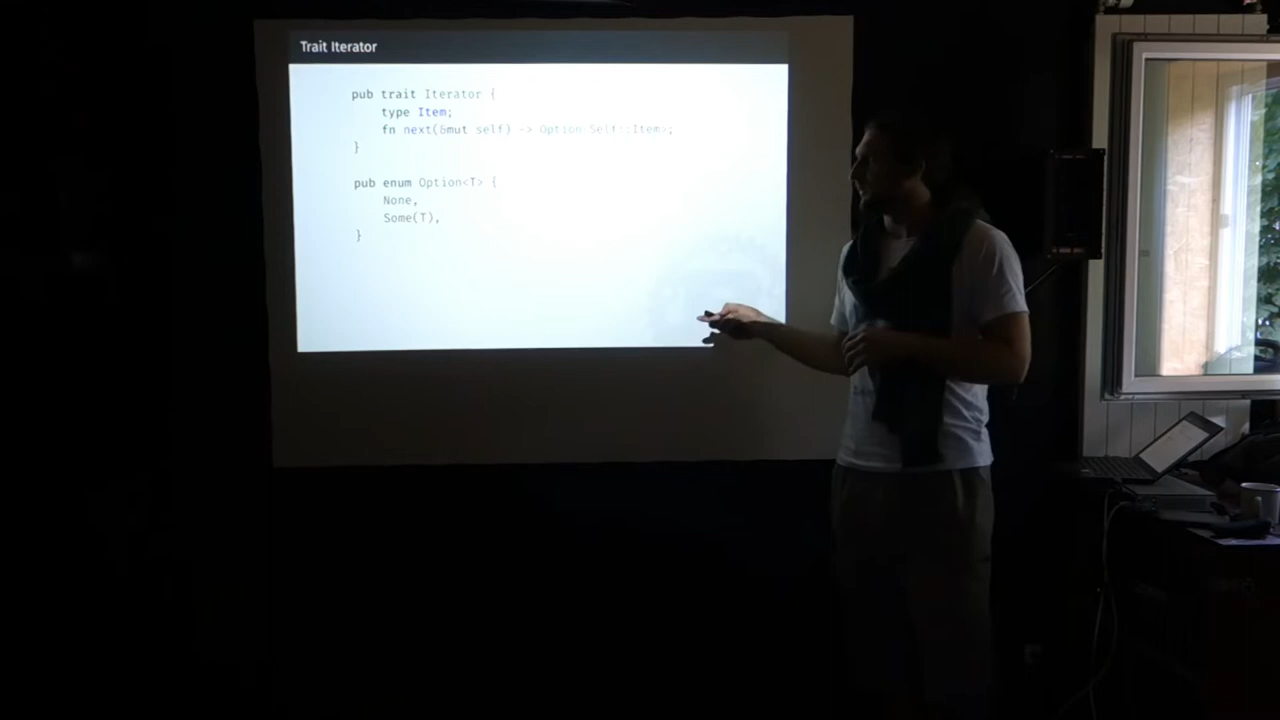 Trait Iterator
pub trait Iterator {
type Item;
fn next(&mut self) -> Option<Self::Item>;
}
pub enum Option<T> {
None,
Some(T),
}